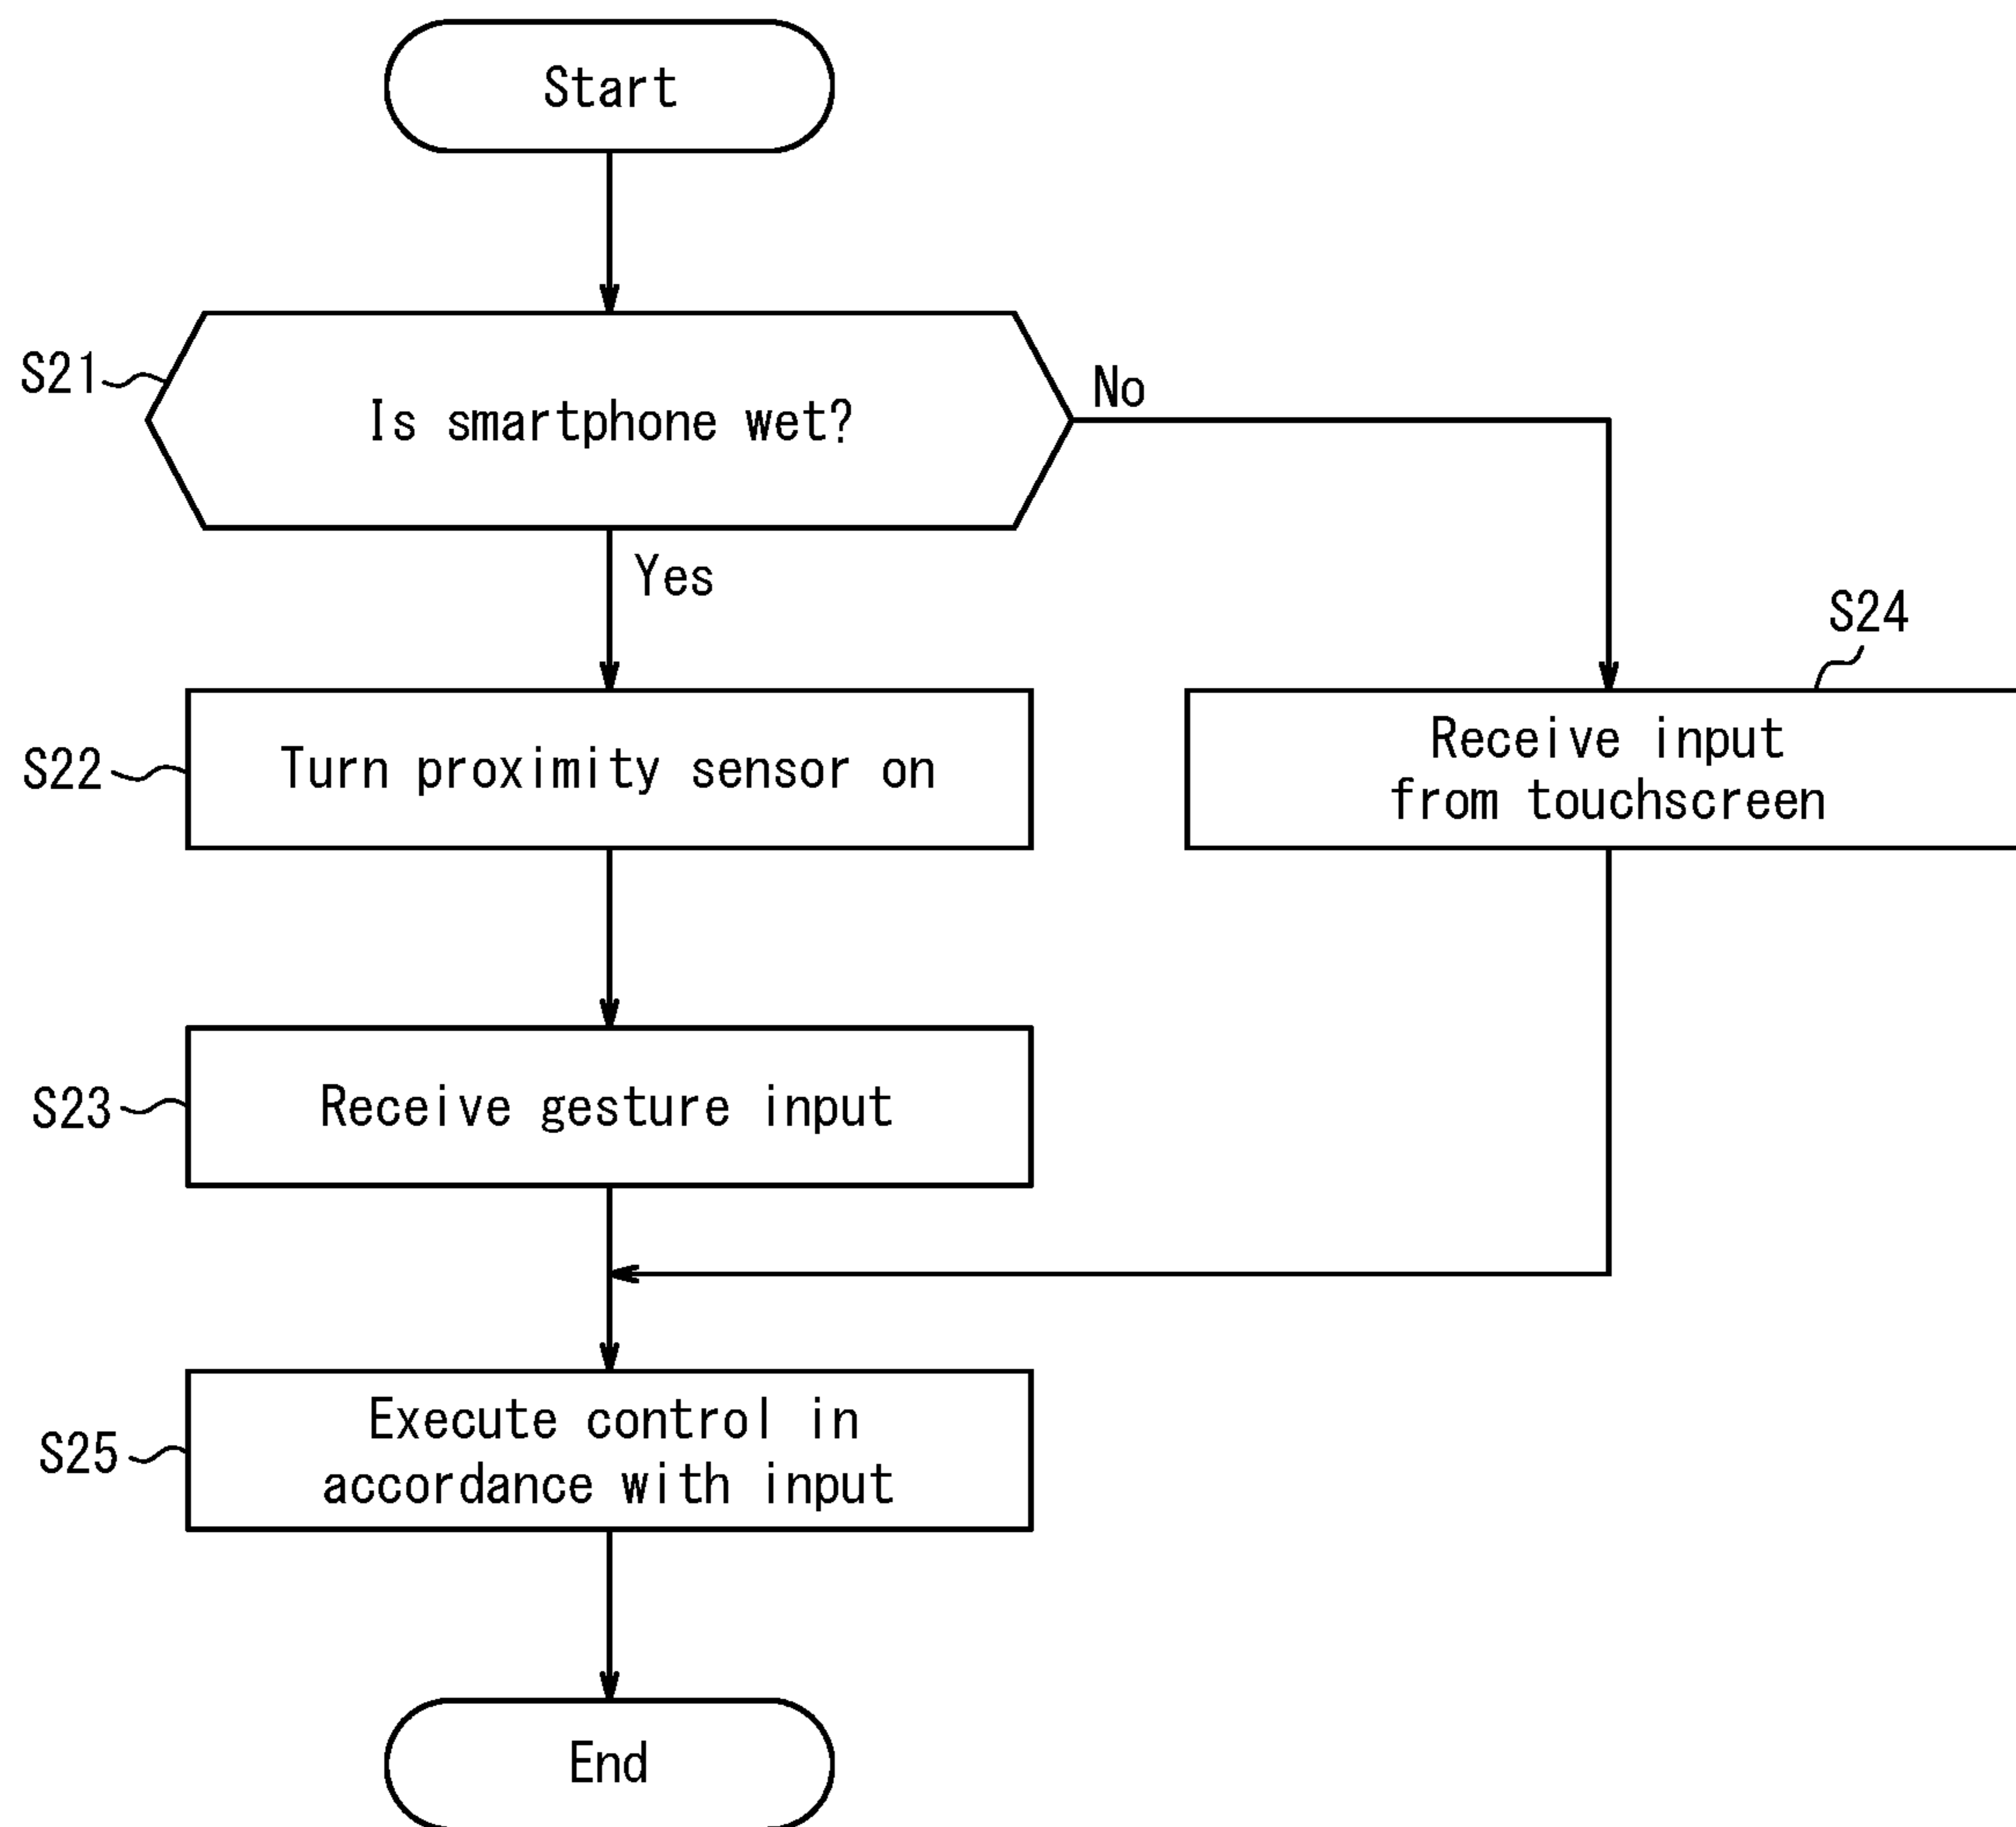 Start
S21
Is smartphone wet?
No
Yes
S22
Turn proximity sensor on
S24
Receive input
from touchscreen
S23
Receive gesture input
S25
Execute control in
accordance with input
End